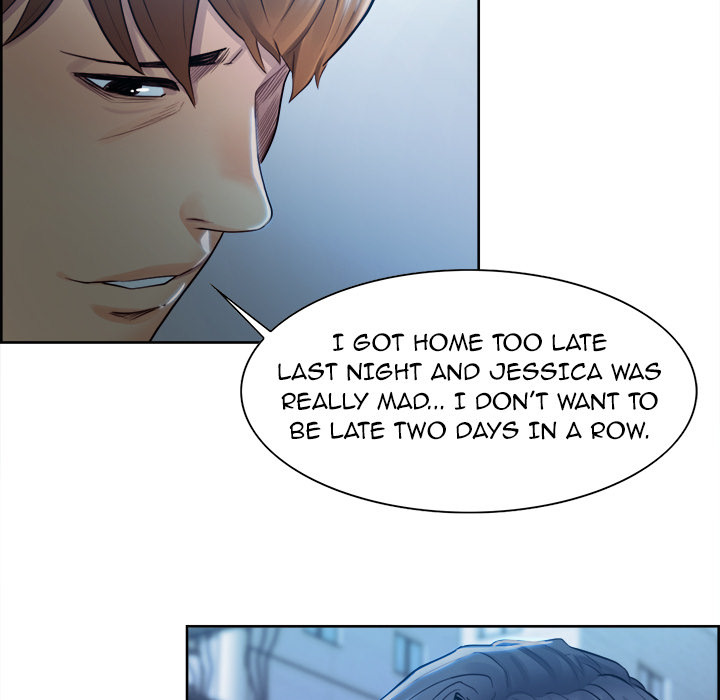 I GOT HOME TOO LATE
LAST NIGHT AND JESSICA WAS
REALLY MAD... I DON'T WANT TO
BE LATE TWO DAYS IN A ROW.